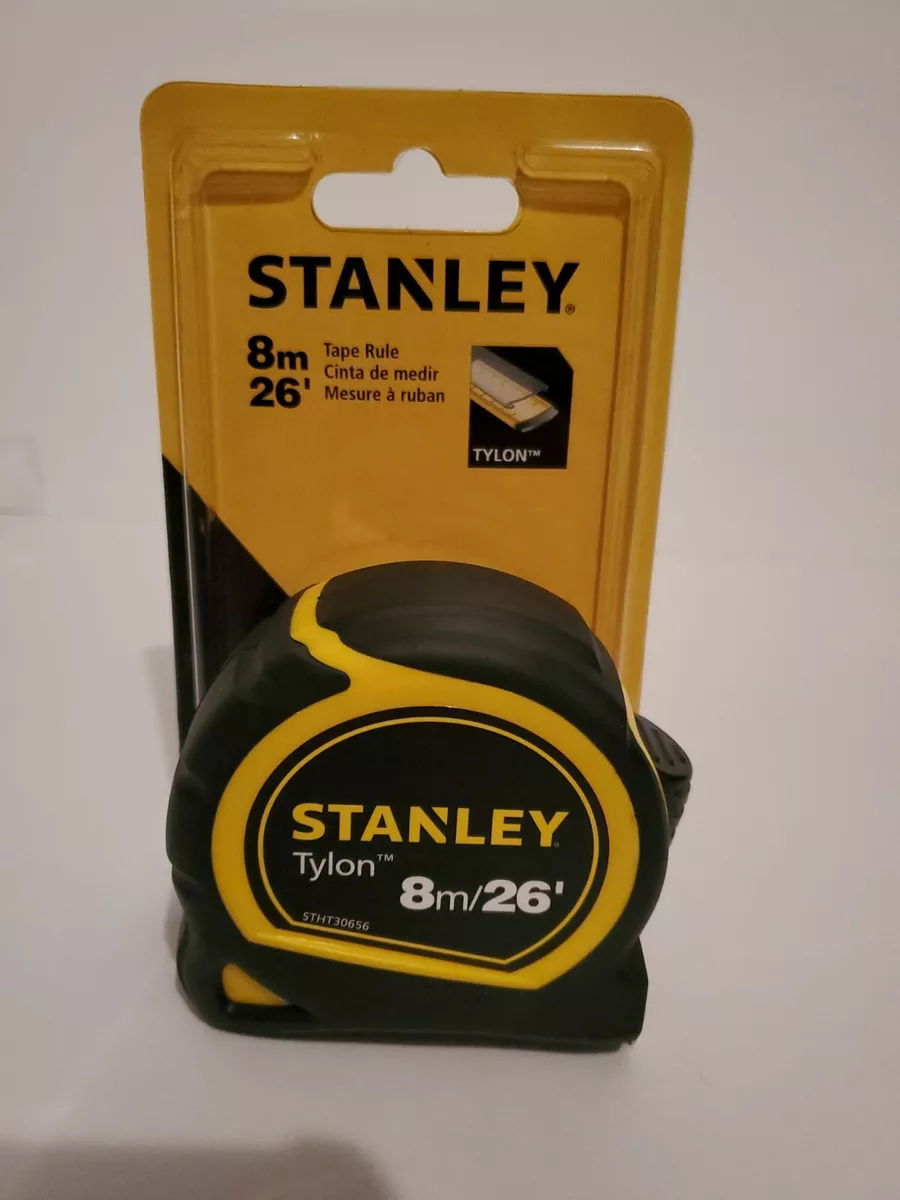 STANLEY®
8m
26'
Tape Rule
Cinta de medir
Mesure à ruban
TYLON™
STANLEY
Tylon™
8m/26'
STHT30656